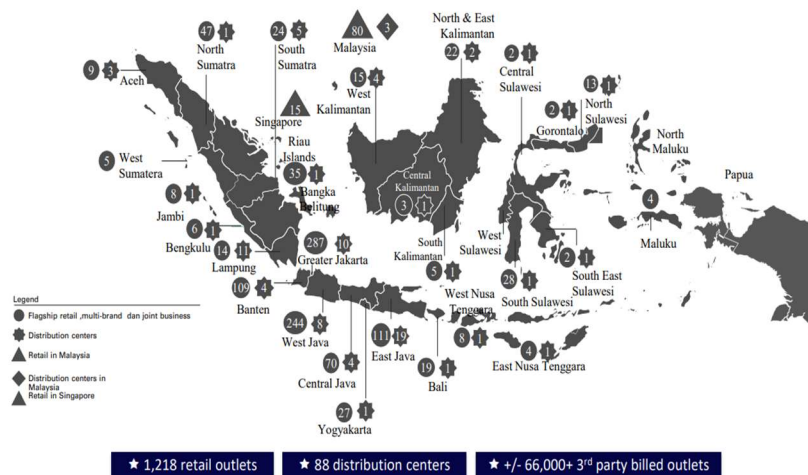 47 1
North
Sumatra
24 5
South
Sumatra
80 3
Malaysia
North & East
Kalimantan
22 2
2 1
Central
Sulawesi
9 3
Aceh
15 4
West
Kalimantan
13 1
North
Sulawesi
2 1
Gorontalo
15
Singapore
Riau
Islands
North
Maluku
5
West
Sumatera
35 1
Bangka
Belitung
Central
Kalimantan
3 1
Papua
8 1
Jambi
4
Maluku
6 1
Bengkulu
287 10
Greater Jakarta
South
Kalimantan
5 1
West
Sulawesi
2 1
South East
Sulawesi
14 11
Lampung
28 1
South Sulawesi
109 4
Banten
West Nusa
Tenggara
8 1
244 8
West Java
111 19
East Java
4 1
East Nusa Tenggara
70 4
Central Java
19 1
Bali
27 1
Yogyakarta
Legend
Flagship retail ,multi-brand dan joint business
Distribution centers
Retail in Malaysia
Distribution centers in
Malaysia
Retail in Singapore
★ 1,218 retail outlets
★ 88 distribution centers
★ +/- 66,000+ 3rd party billed outlets